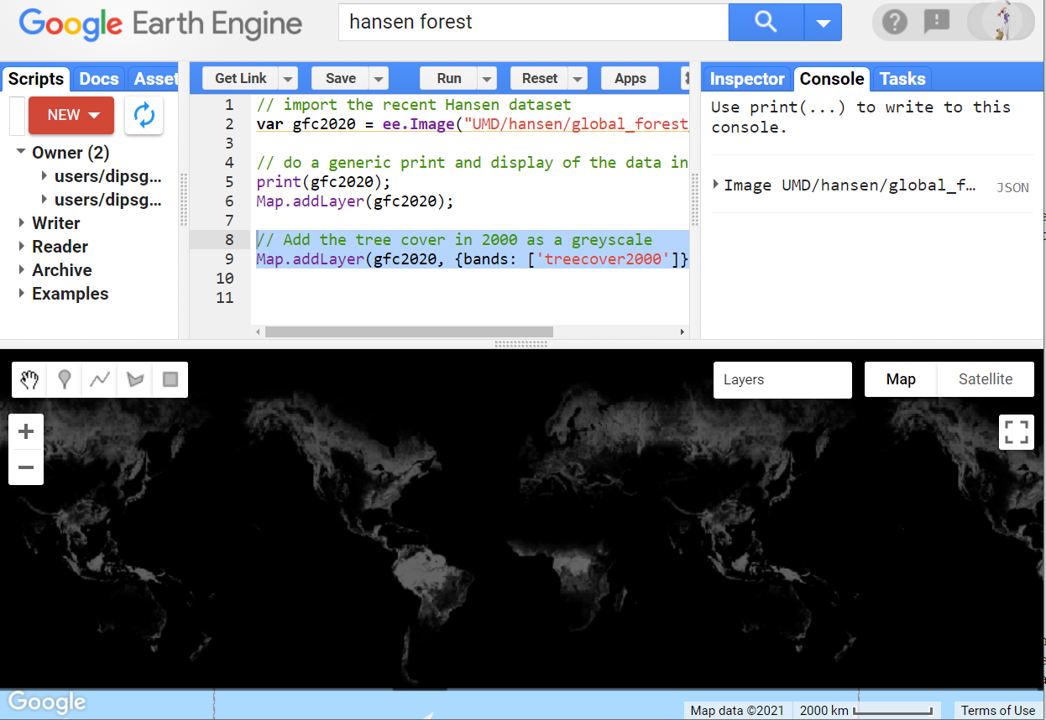 Google Earth Engine
hansen forest
Scripts Docs Asset
NEW
Owner (2)
users/dipsg...
users/dipsg...
Writer
Reader
Archive
Examples
Get Link Save Run Reset Apps
1 // import the recent Hansen dataset
2 var gfc2020 = ee.Image("UMD/hansen/global_forest
3
4 // do a generic print and display of the data in
5 print(gfc2020);
6 Map.addLayer(gfc2020);
7
8 // Add the tree cover in 2000 as a greyscale
9 Map.addLayer(gfc2020, {bands: ['treecover2000']}
10
11
Inspector Console Tasks
Use print(...) to write to this
console.
Image UMD/hansen/global_f... JSON
Layers
Map Satellite
Google
Map data ©2021 2000 km Terms of Use